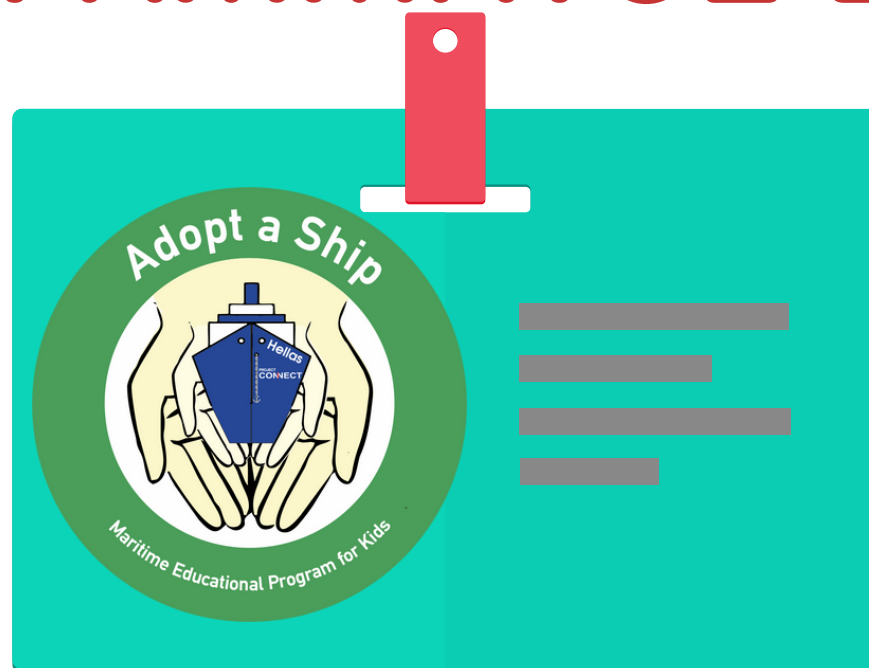 Adopt a Ship
Hellas
PROJECT
CONNECT
Maritime Educational Program for Kids